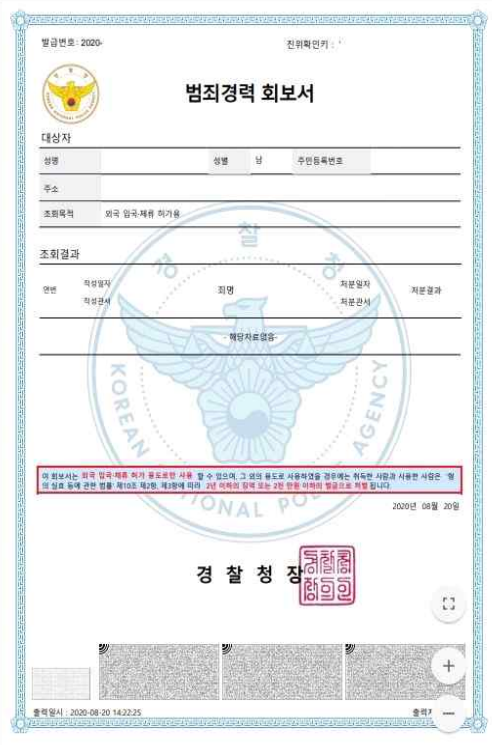 발급번호: 2020-
진위확인키 : '
범죄경력 회보서
대상자
성명 성별 남 주민등록번호
주소
조회목적 외국 입국·체류 허가용
조회결과
연번 작성일자 죄명 처분일자 처분결과
작성관서 처분관서
- 해당자료없음-
경 찰 청
KOREAN NATIONAL POLICE AGENCY
이 회보서는 외국 입국·체류 허가 용도로만 사용 할 수 있으며, 그 외의 용도로 사용하였을 경우에는 취득한 사람과 사용한 사람은 「형
의 실효 등에 관한 법률」제10조 제2항, 제3항에 따라 2년 이하의 징역 또는 2천 만원 이하의 벌금으로 처벌 됩니다.
2020년 08월 20일
경 찰 청 장
출력일시 : 2020-08-20 14:22:25